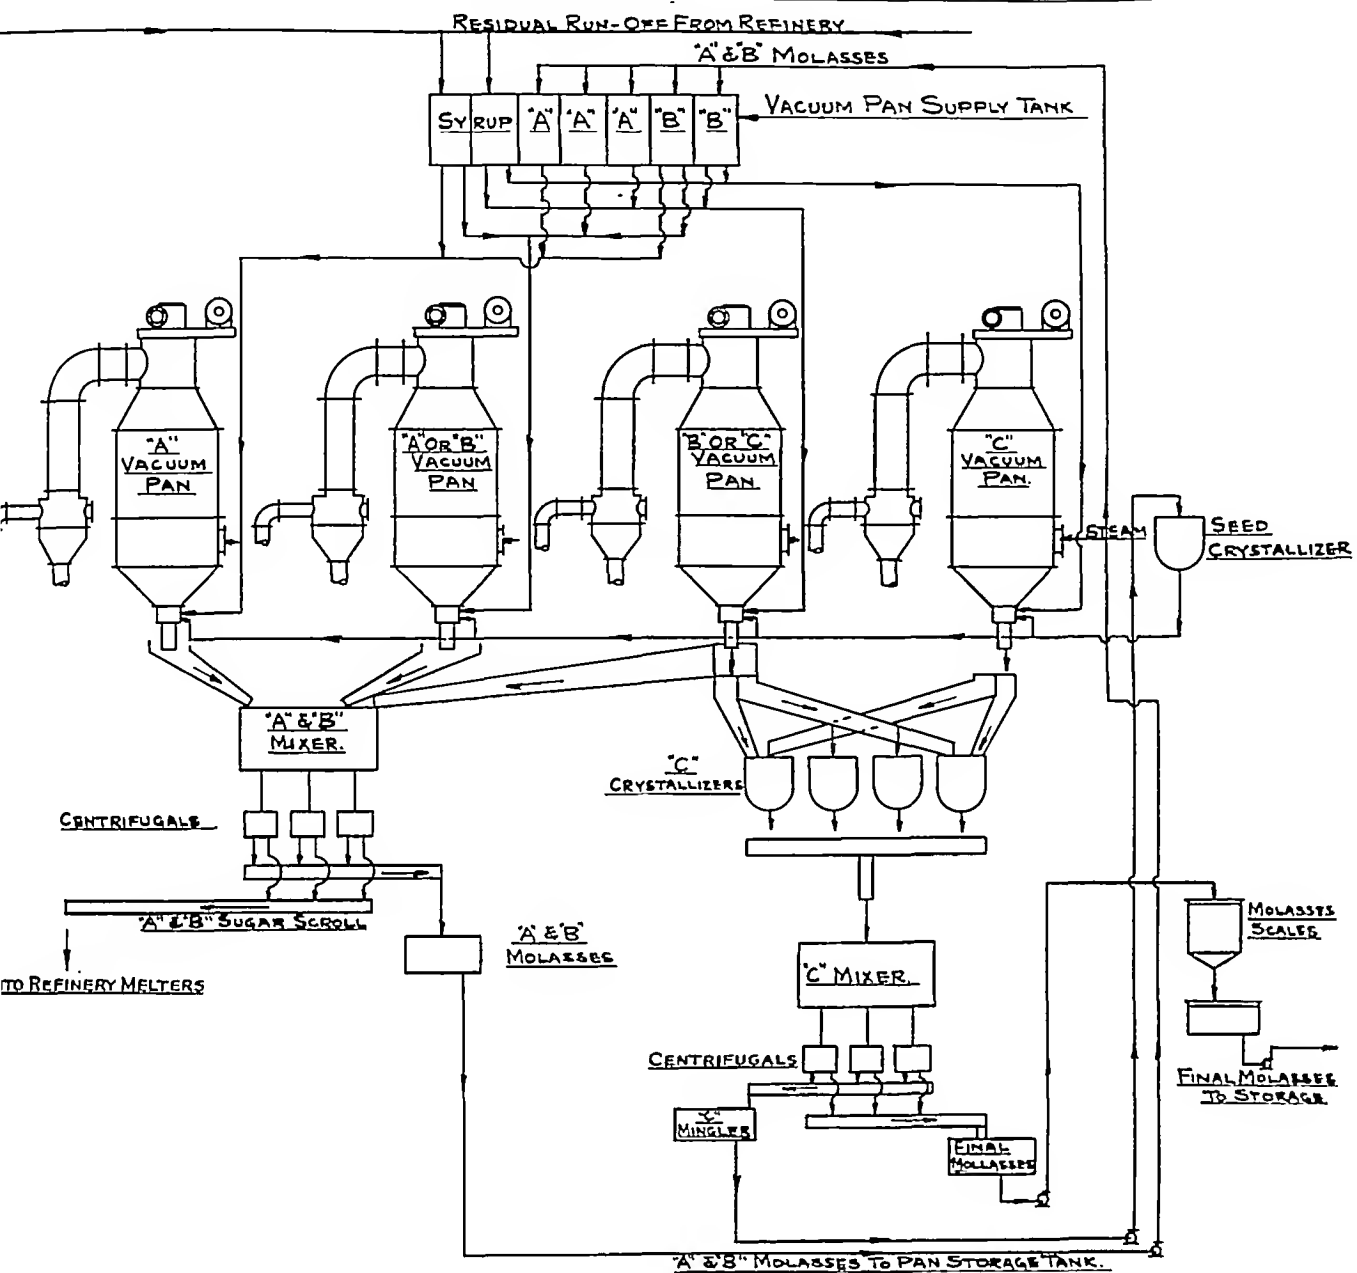 RESIDUAL RUN-OFF FROM REFINERY
"A" & "B" MOLASSES
VACUUM PAN SUPPLY TANK
SYRUP "A" "A" "A" "B" "B"
"A"
VACUUM
PAN
"A" OR "B"
VACUUM
PAN
"B" OR "C"
VACUUM
PAN
"C"
VACUUM
PAN.
STEAM
SEED
CRYSTALLIZER
"A" & "B"
MIXER.
"C"
CRYSTALLIZERS
CENTRIFUGALS
"A" & "B" SUGAR SCROLL
TO REFINERY MELTERS
"A" & "B"
MOLASSES
MOLASSES
SCALES
"C" MIXER.
CENTRIFUGALS
FINAL MOLASSES
TO STORAGE
"C"
MINGLER
FINAL
MOLLASSES
"A" & "B" MOLASSES TO PAN STORAGE TANK.